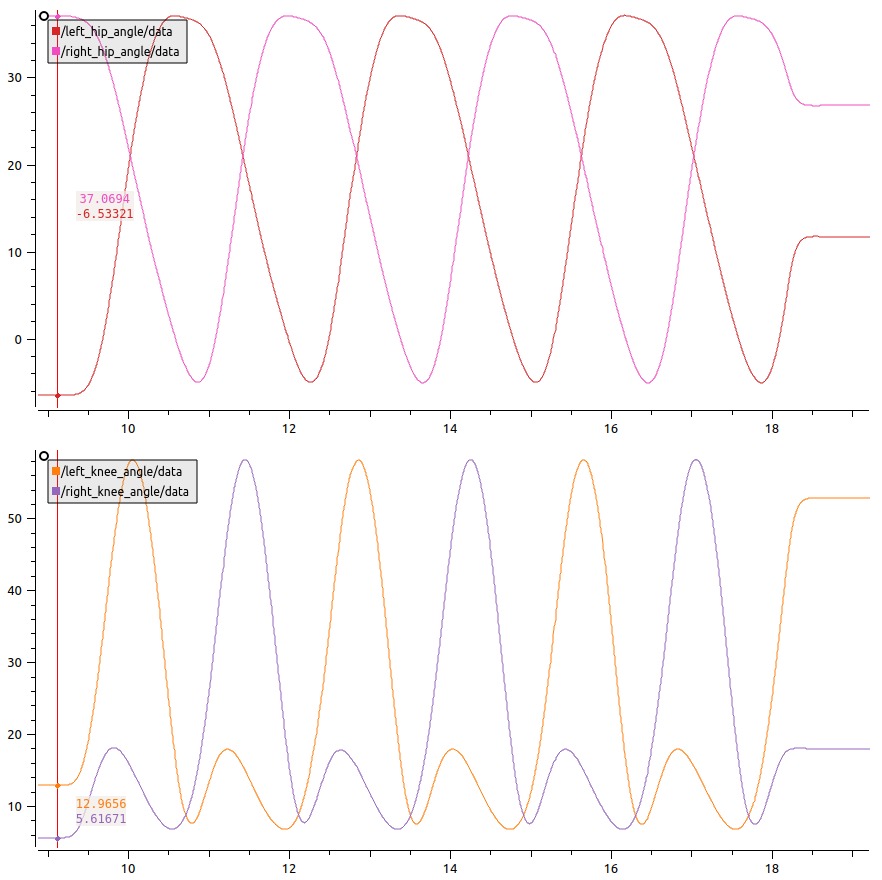 /left_hip_angle/data
/right_hip_angle/data
30
20
37.0694
-6.53321
10
0
10 12 14 16 18
/left_knee_angle/data
/right_knee_angle/data
50
40
30
20
10
12.9656
5.61671
10 12 14 16 18